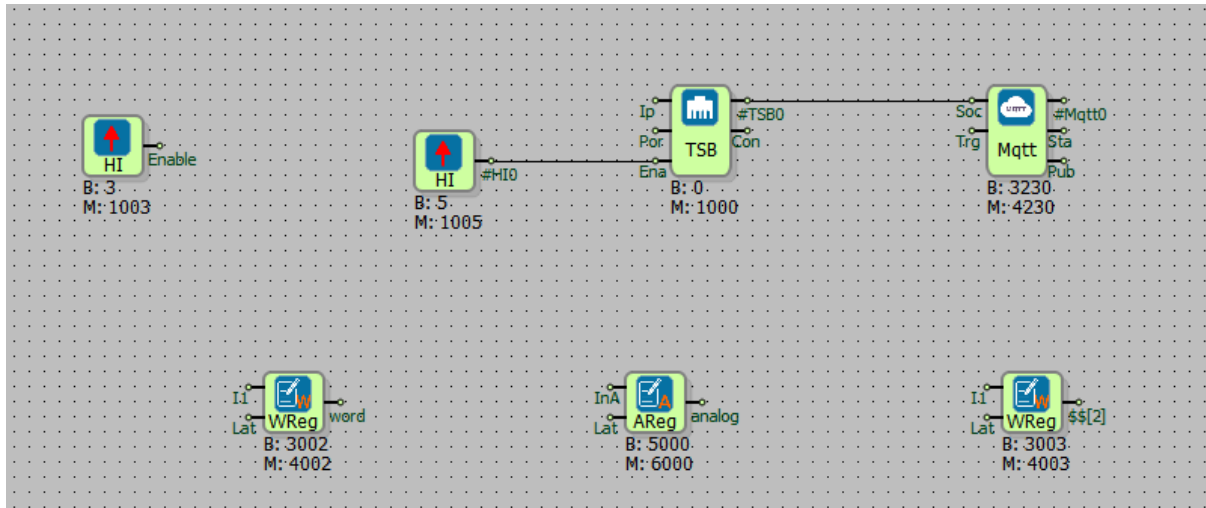 HI
Enable
B: 3
M: 1003
HI
#HI0
B: 5
M: 1005
Ip
Por
Ena
TSB
#TSB0
Con
B: 0
M: 1000
Soc
Trg
MQTT
Mqtt
#Mqtt0
Sta
Pub
B: 3230
M: 4230
I1
Lat
W
WReg
word
B: 3002
M: 4002
InA
Lat
A
AReg
analog
B: 5000
M: 6000
I1
Lat
W
WReg
$$[2]
B: 3003
M: 4003